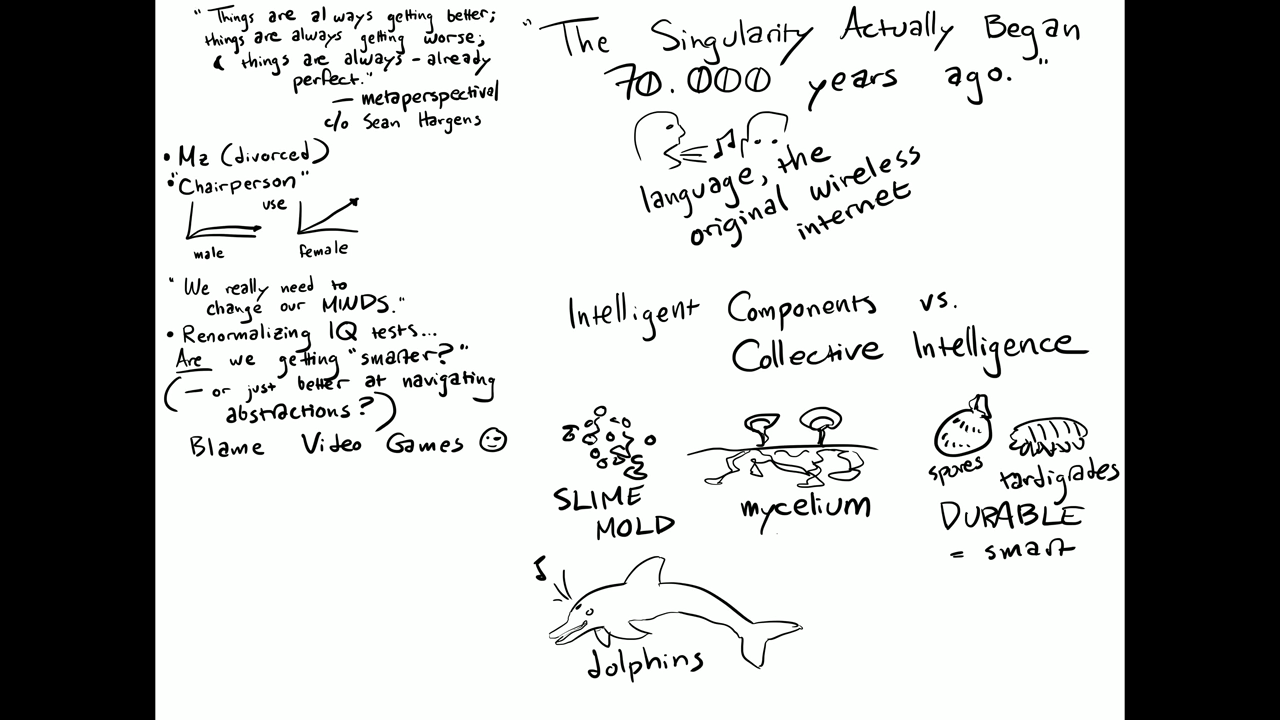 "Things are always getting better;
things are always getting worse;
& things are always - already
perfect."
— metaperspectival
c/o Sean Hargens
• Mz (divorced)
• "Chairperson"
use
male
female
"We really need to
change our MINDS."
• Renormalizing IQ tests...
Are we getting "smarter?"
(— or just better at navigating
abstractions?)
Blame Video Games
"The Singularity Actually Began
70.000 years ago."
language, the
original wireless
internet
Intelligent Components vs.
Collective Intelligence
SLIME
MOLD
mycelium
spores
tardigrades
DURABLE
= smart
dolphins